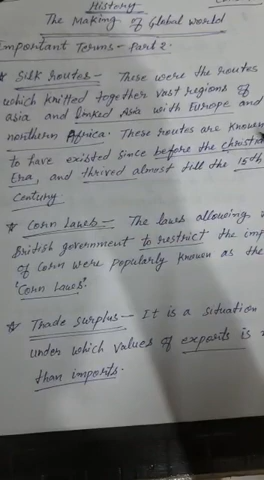 History
The Making of Global world
Important Terms - Part 2.
☆ Silk routes - These were the routes
which knitted together vast regions of
asia and linked Asia with Europe and
northern Africa. These routes are known
to have existed since before the christian
Era, and thrived almost till the 15th
century.
☆ Corn Laws - The laws allowing
British government to restrict the
of corn were popularly known as the
'Corn Laws'.
☆ Trade Surplus - It is a situation
under which values of exports is
than imports.